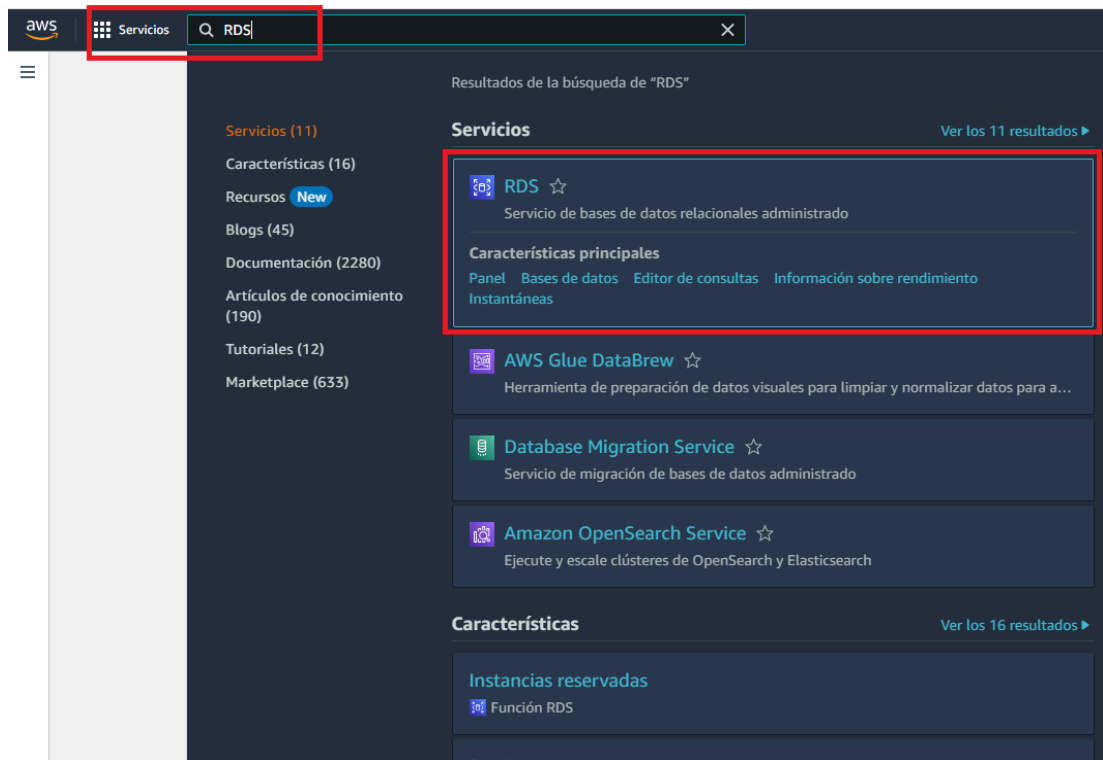 aws
Servicios
RDS
Resultados de la búsqueda de “RDS”
Servicios (11)
Características (16)
Recursos New
Blogs (45)
Documentación (2280)
Artículos de conocimiento
(190)
Tutoriales (12)
Marketplace (633)
Servicios
Ver los 11 resultados
RDS
Servicio de bases de datos relacionales administrado
Características principales
Panel Bases de datos Editor de consultas Información sobre rendimiento
Instantáneas
AWS Glue DataBrew
Herramienta de preparación de datos visuales para limpiar y normalizar datos para a...
Database Migration Service
Servicio de migración de bases de datos administrado
Amazon OpenSearch Service
Ejecute y escale clústeres de OpenSearch y Elasticsearch
Características
Ver los 16 resultados
Instancias reservadas
Función RDS